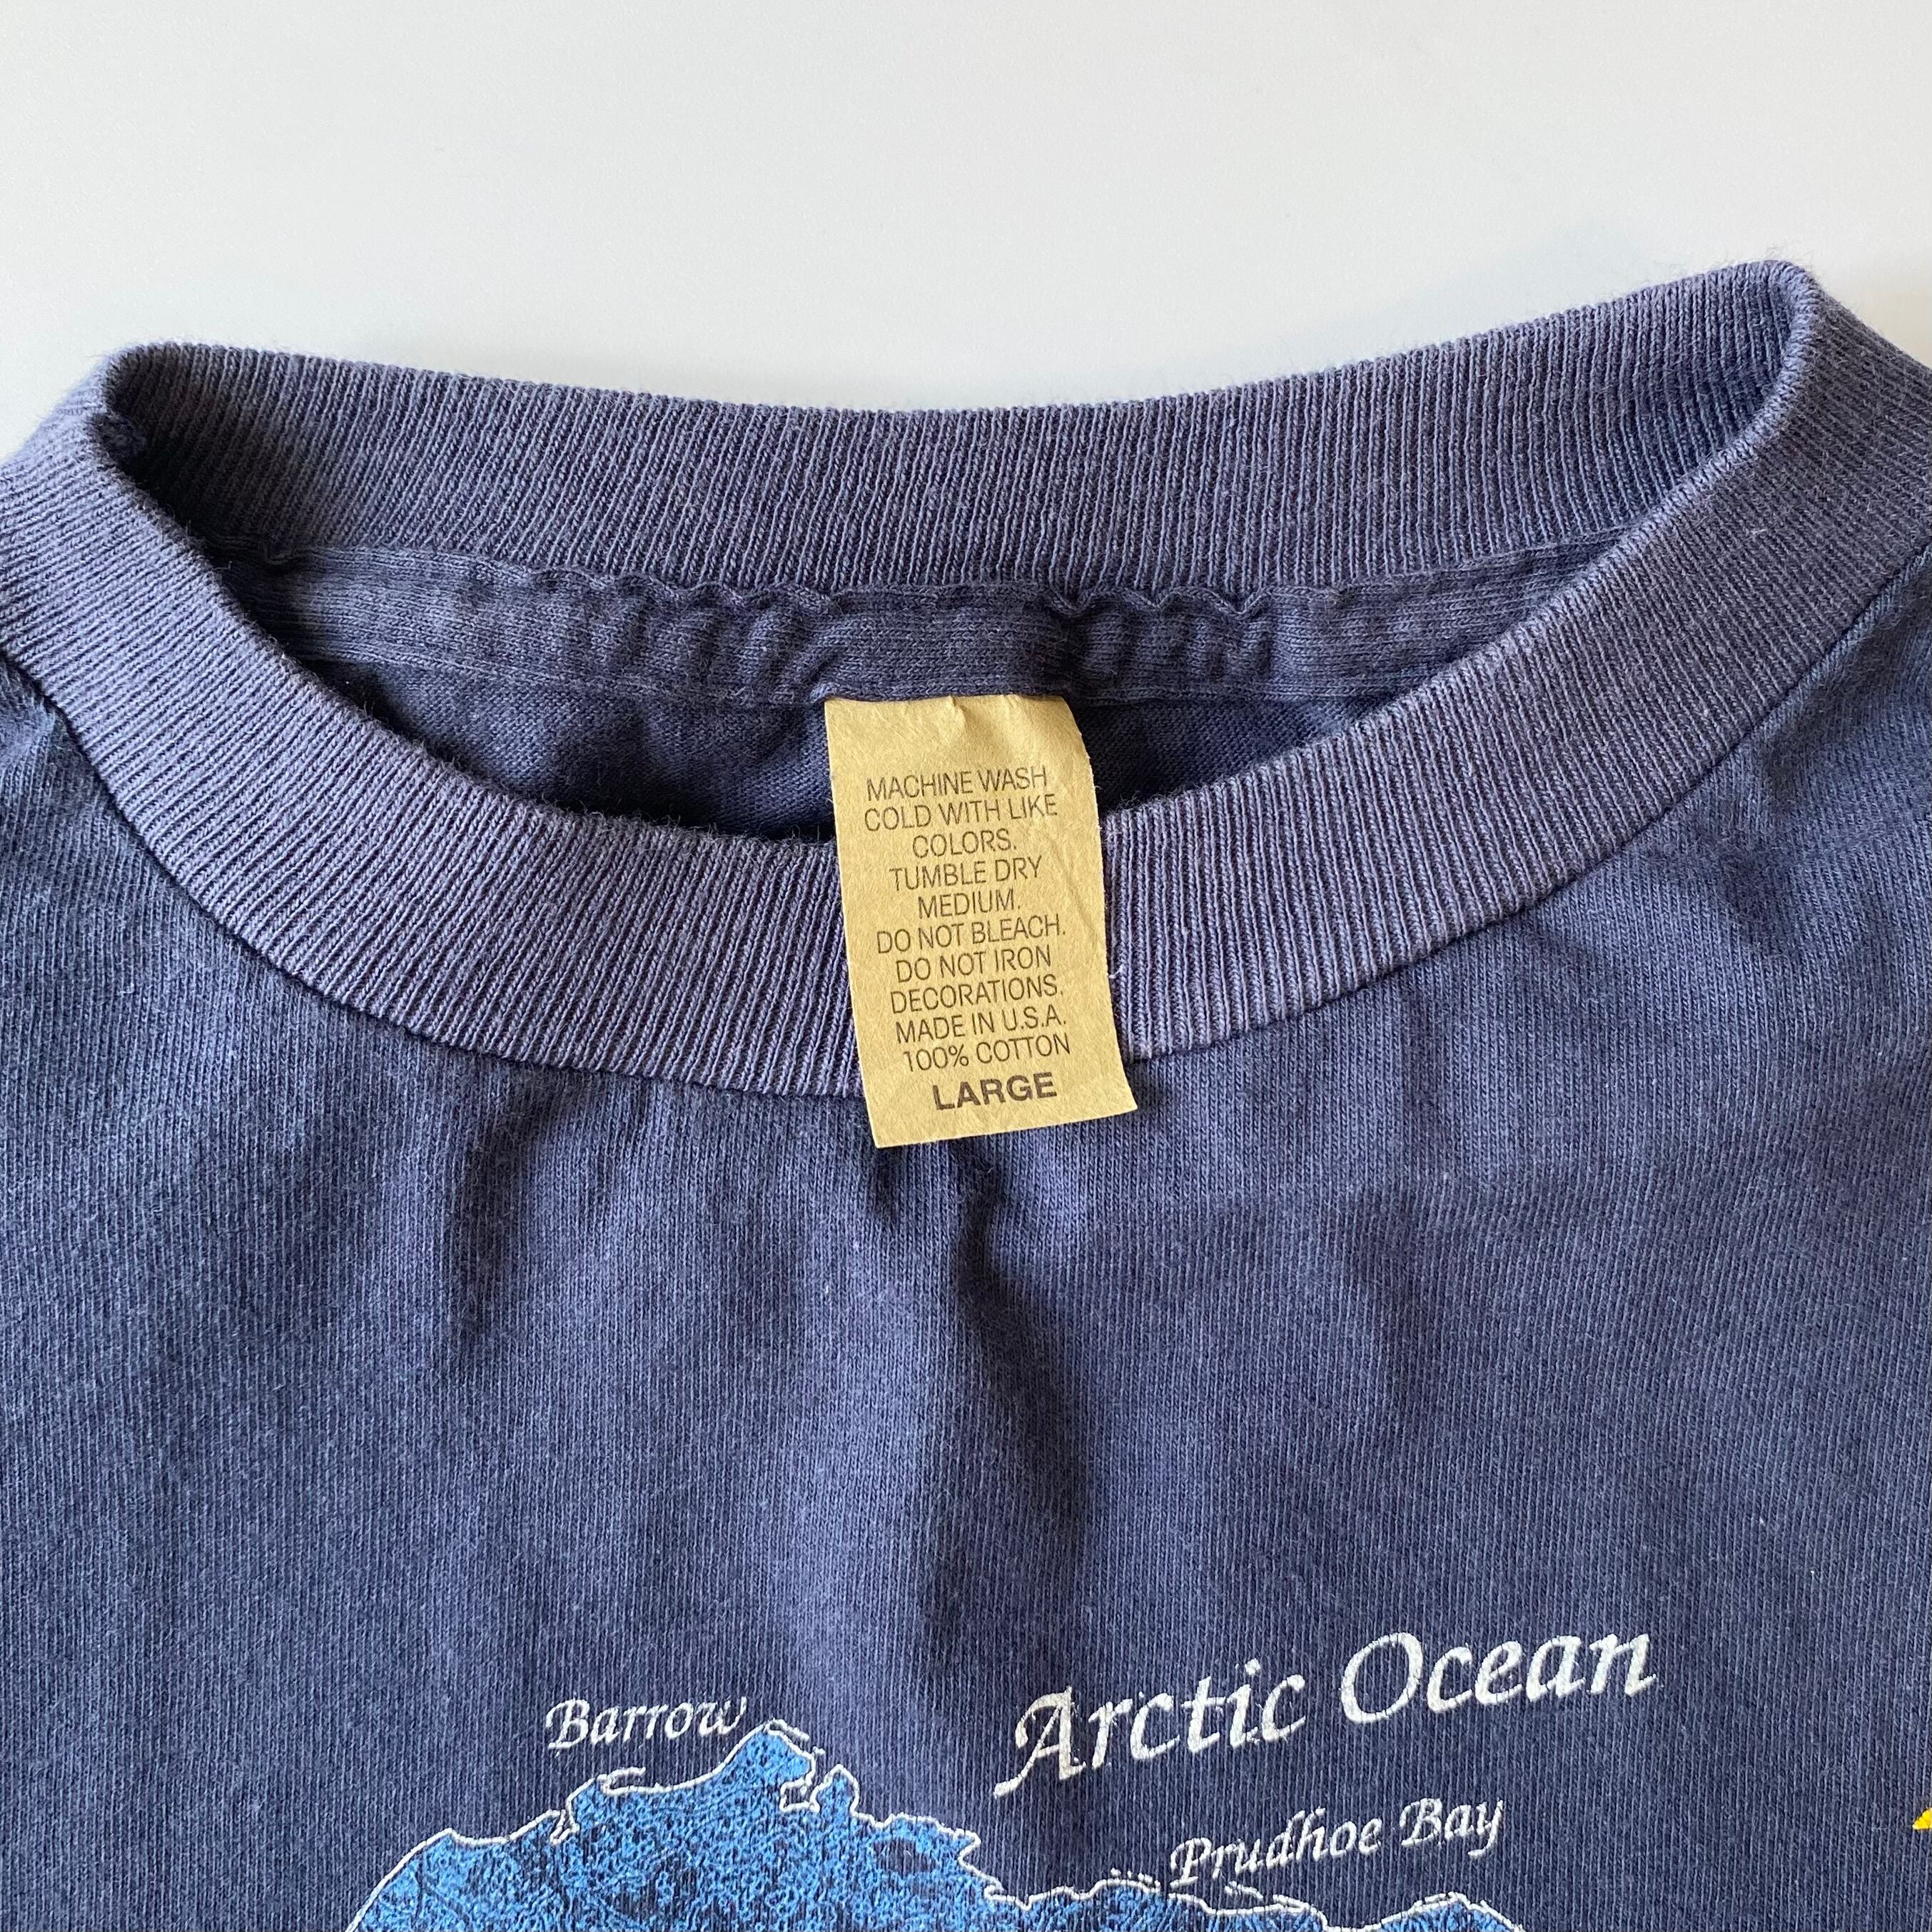 MACHINE WASH
COLD WITH LIKE
COLORS.
TUMBLE DRY
MEDIUM.
DO NOT BLEACH.
DO NOT IRON
DECORATIONS.
MADE IN U.S.A.
100% COTTON
LARGE
Arctic Ocean
Barrow
Prudhoe Bay